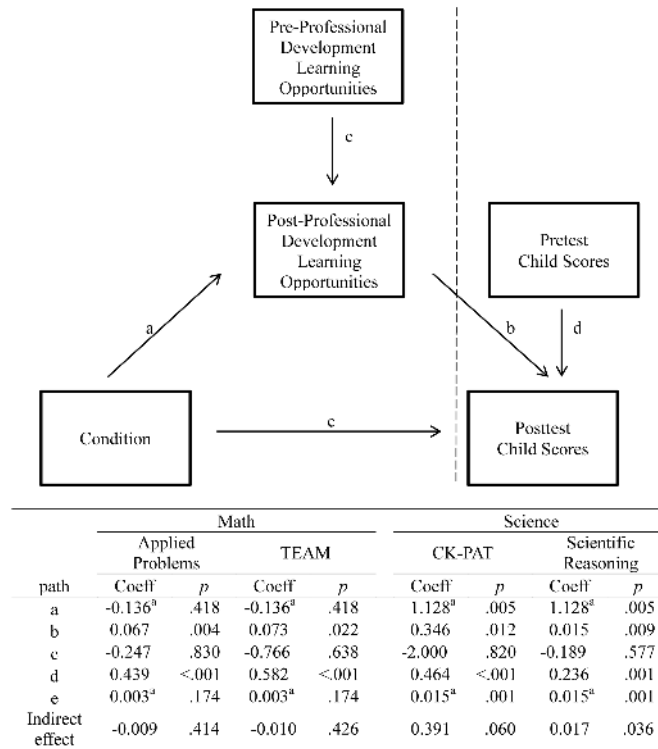 Pre-Professional
Development
Learning
Opportunities
c
Post-Professional
Development
Learning
Opportunities
Pretest
Child Scores
a
b
d
Condition
c
Posttest
Child Scores
Math Science
Applied Problems TEAM CK-PAT Scientific Reasoning
path Coeff p Coeff p Coeff p Coeff p
a -0.136ᵃ .418 -0.136ᵃ .418 1.128ᵃ .005 1.128ᵃ .005
b 0.067 .004 0.073 .022 0.346 .012 0.015 .009
c -0.247 .830 -0.766 .638 -2.000 .820 -0.189 .577
d 0.439 <.001 0.582 <.001 0.464 <.001 0.236 .001
e 0.003ᵃ .174 0.003ᵃ .174 0.015ᵃ .001 0.015ᵃ .001
Indirect effect -0.009 .414 -0.010 .426 0.391 .060 0.017 .036